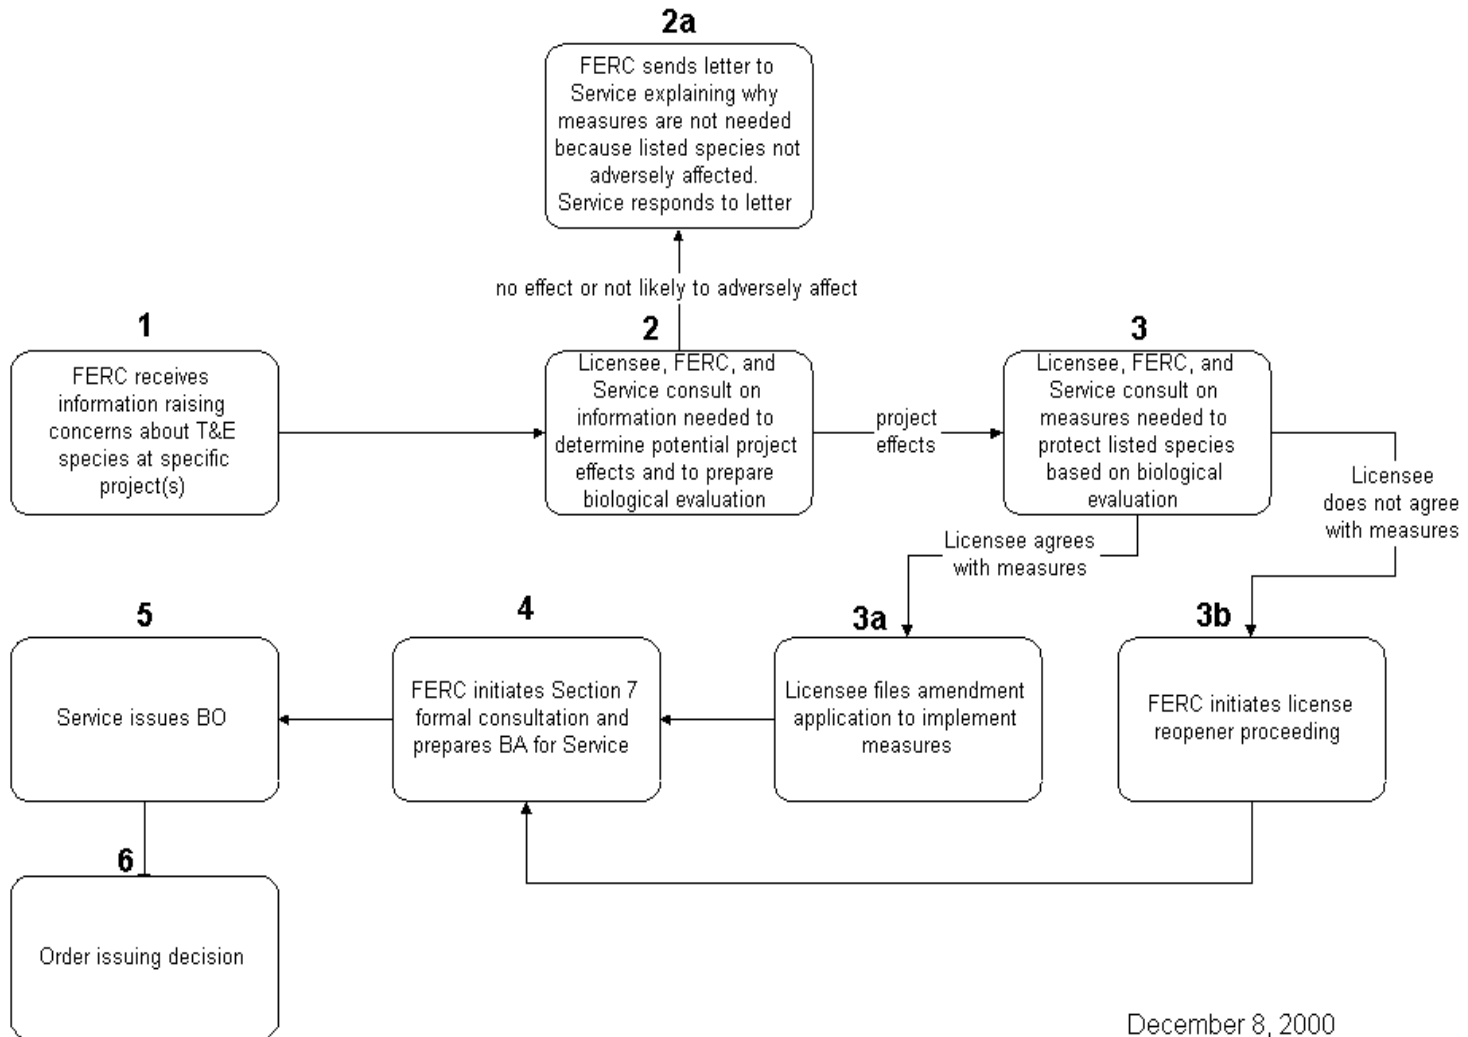 2a
FERC sends letter to
Service explaining why
measures are not needed
because listed species not
adversely affected.
Service responds to letter
no effect or not likely to adversely affect
1
FERC receives
information raising
concerns about T&E
species at specific
project(s)
2
Licensee, FERC, and
Service consult on
information needed to
determine potential project
effects and to prepare
biological evaluation
project
effects
3
Licensee, FERC, and
Service consult on
measures needed to
protect listed species
based on biological
evaluation
Licensee
does not agree
with measures
Licensee agrees
with measures
5
Service issues BO
4
FERC initiates Section 7
formal consultation and
prepares BA for Service
3a
Licensee files amendment
application to implement
measures
3b
FERC initiates license
reopener proceeding
6
Order issuing decision
December 8, 2000